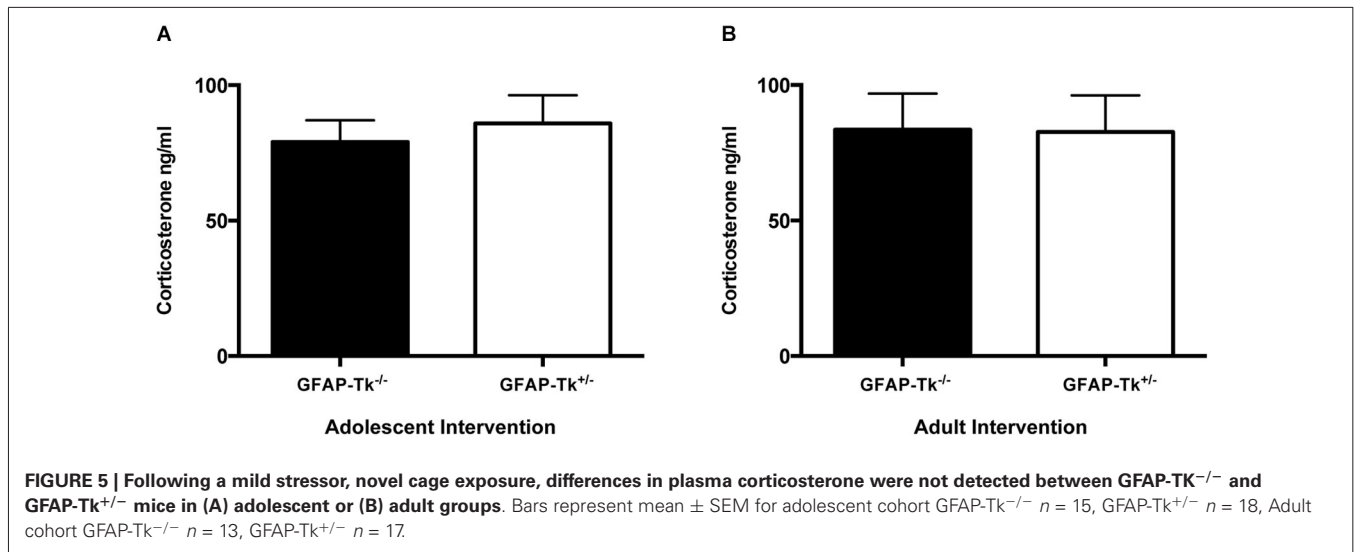 A
Corticosterone ng/ml
100
50
0
GFAP-Tk-/-
GFAP-Tk+/-
Adolescent Intervention
B
Corticosterone ng/ml
100
50
0
GFAP-Tk-/-
GFAP-Tk+/-
Adult Intervention
FIGURE 5 | Following a mild stressor, novel cage exposure, differences in plasma corticosterone were not detected between GFAP-TK−/− and
GFAP-Tk+/− mice in (A) adolescent or (B) adult groups. Bars represent mean ± SEM for adolescent cohort GFAP-Tk−/− n = 15, GFAP-Tk+/− n = 18, Adult
cohort GFAP-Tk−/− n = 13, GFAP-Tk+/− n = 17.